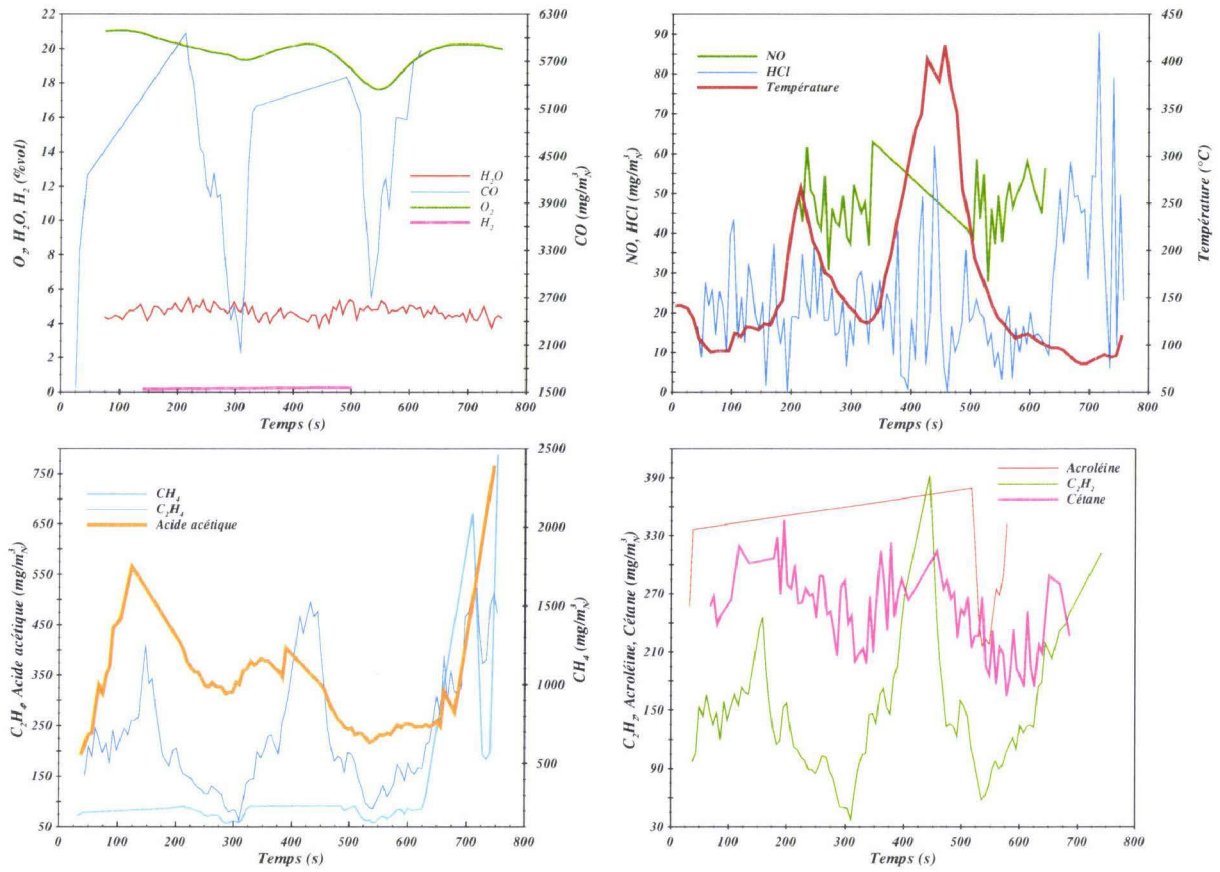 22
20
18
16
14
12
10
8
6
4
2
0
O2, H2O, H2 (%vol)
6300
5700
5100
4500
3900
3300
2700
2100
1500
CO (mg/m3N)
H2O
CO
O2
H2
0 100 200 300 400 500 600 700 800
Temps (s)
90
80
70
60
50
40
30
20
10
0
NO, HCl (mg/m3N)
450
400
350
300
250
200
150
100
50
Température (°C)
NO
HCl
Température
0 100 200 300 400 500 600 700 800
Temps (s)
750
650
550
450
350
250
150
50
C2H4, Acide acétique (mg/m3N)
2500
2000
1500
1000
500
CH4 (mg/m3N)
CH4
C2H4
Acide acétique
0 100 200 300 400 500 600 700 800
Temps (s)
390
330
270
210
150
90
30
C2H2, Acroléine, Cétane (mg/m3N)
Acroléine
C2H2
Cétane
0 100 200 300 400 500 600 700 800
Temps (s)